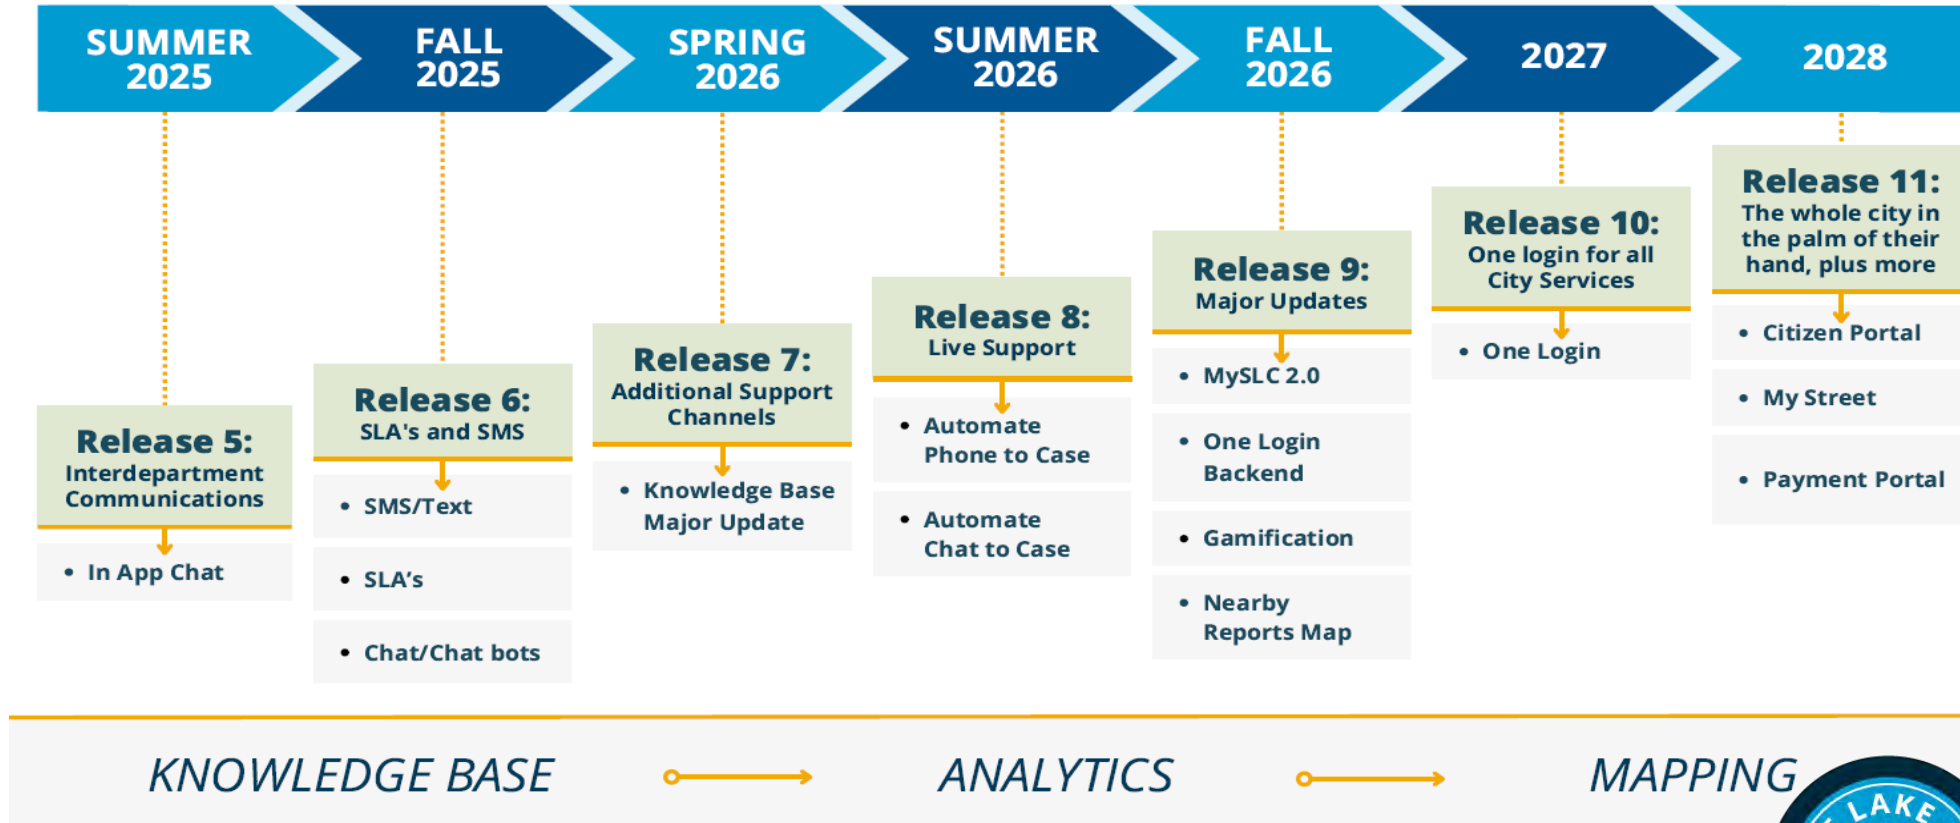 SUMMER
2025
FALL
2025
SPRING
2026
SUMMER
2026
FALL
2026
2027
2028
Release 5:
Interdepartment
Communications
• In App Chat
Release 6:
SLA's and SMS
• SMS/Text
• SLA’s
• Chat/Chat bots
Release 7:
Additional Support
Channels
• Knowledge Base
Major Update
Release 8:
Live Support
• Automate
Phone to Case
• Automate
Chat to Case
Release 9:
Major Updates
• MySLC 2.0
• One Login
Backend
• Gamification
• Nearby
Reports Map
Release 10:
One login for all
City Services
• One Login
Release 11:
The whole city in
the palm of their
hand, plus more
• Citizen Portal
• My Street
• Payment Portal
KNOWLEDGE BASE
ANALYTICS
MAPPING
LAKE